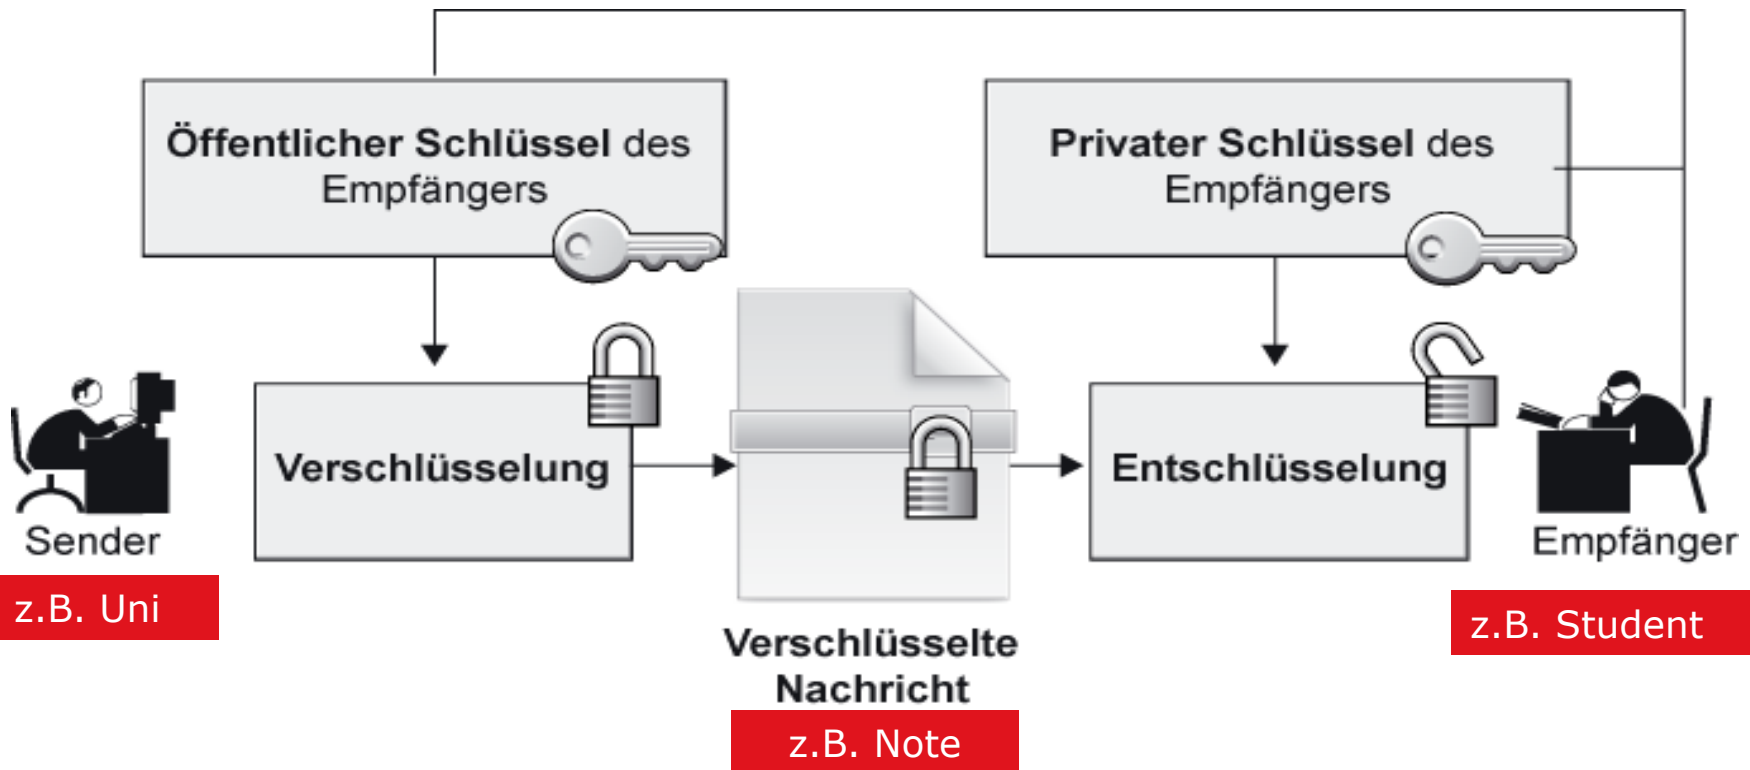 Öffentlicher Schlüssel des
Empfängers
Privater Schlüssel des
Empfängers
Verschlüsselung
Entschlüsselung
Sender
Empfänger
z.B. Uni
z.B. Student
Verschlüsselte
Nachricht
z.B. Note